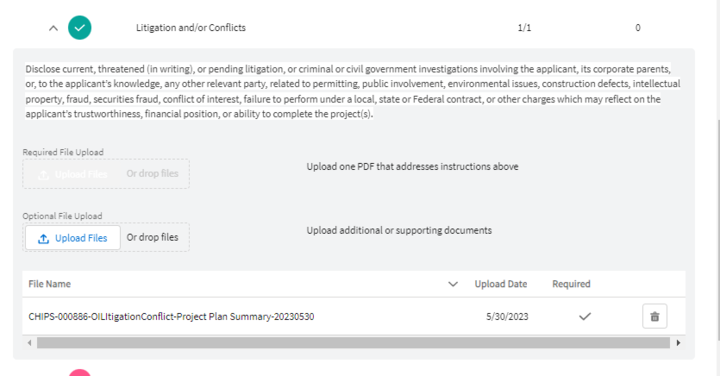 Litigation and/or Conflicts 1/1 0
Disclose current, threatened (in writing), or pending litigation, or criminal or civil government investigations involving the applicant, its corporate parents,
or, to the applicant's knowledge, any other relevant party, related to permitting, public involvement, environmental issues, construction defects, intellectual
property, fraud, securities fraud, conflict of interest, failure to perform under a local, state or Federal contract, or other charges which may reflect on the
applicant's trustworthiness, financial position, or ability to complete the project(s).
Required File Upload
Upload Files Or drop files Upload one PDF that addresses instructions above
Optional File Upload
Upload Files Or drop files Upload additional or supporting documents
File Name Upload Date Required
CHIPS-000886-OILItigationConflict-Project Plan Summary-20230530 5/30/2023